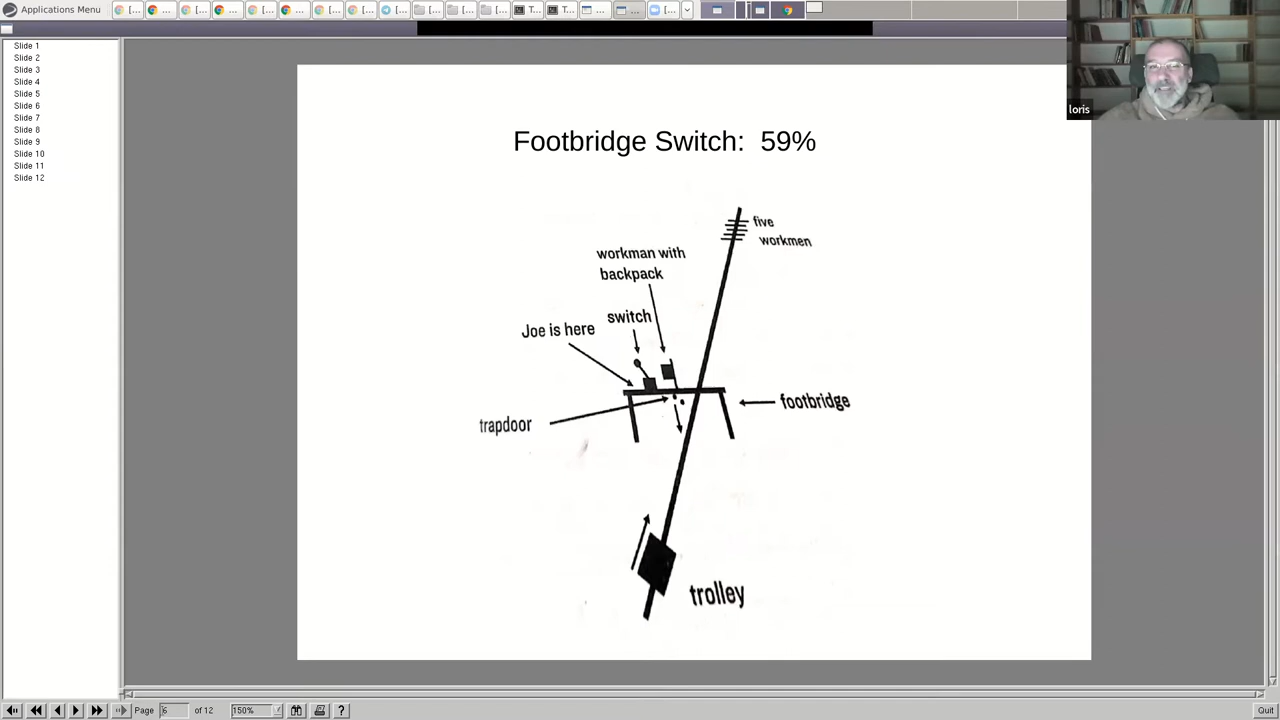 Applications Menu
[...
[...
[...
[...
[...
[...
[...
[...
[...
[...
[...
[...
T...
T...
...
...
[...
loris
Slide 1
Slide 2
Slide 3
Slide 4
Slide 5
Slide 6
Slide 7
Slide 8
Slide 9
Slide 10
Slide 11
Slide 12
Footbridge Switch: 59%
five
workmen
workman with
backpack
switch
Joe is here
footbridge
trapdoor
trolley
Page 6 of 12 150% ?
Quit